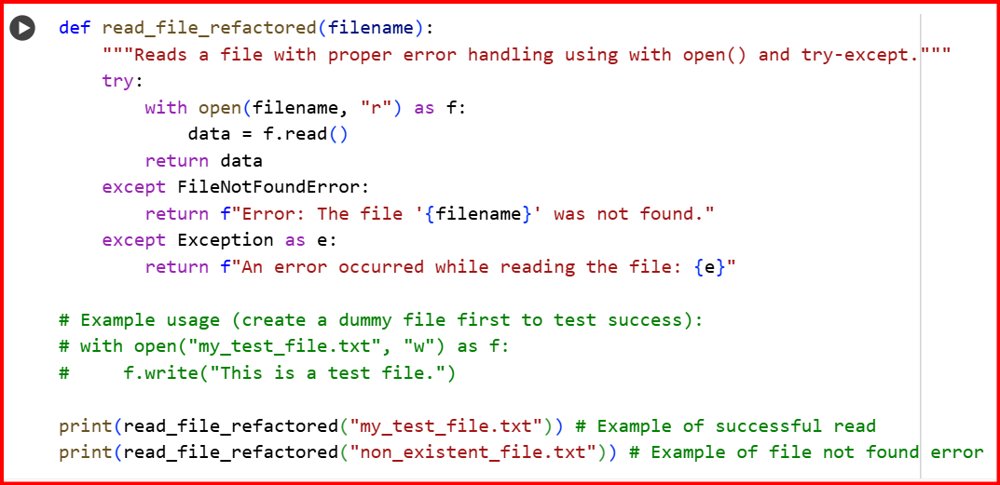 def read_file_refactored(filename):
    """Reads a file with proper error handling using with open() and try-except."""
    try:
        with open(filename, "r") as f:
            data = f.read()
        return data
    except FileNotFoundError:
        return f"Error: The file '{filename}' was not found."
    except Exception as e:
        return f"An error occurred while reading the file: {e}"

# Example usage (create a dummy file first to test success):
# with open("my_test_file.txt", "w") as f:
#     f.write("This is a test file.")

print(read_file_refactored("my_test_file.txt")) # Example of successful read
print(read_file_refactored("non_existent_file.txt")) # Example of file not found error